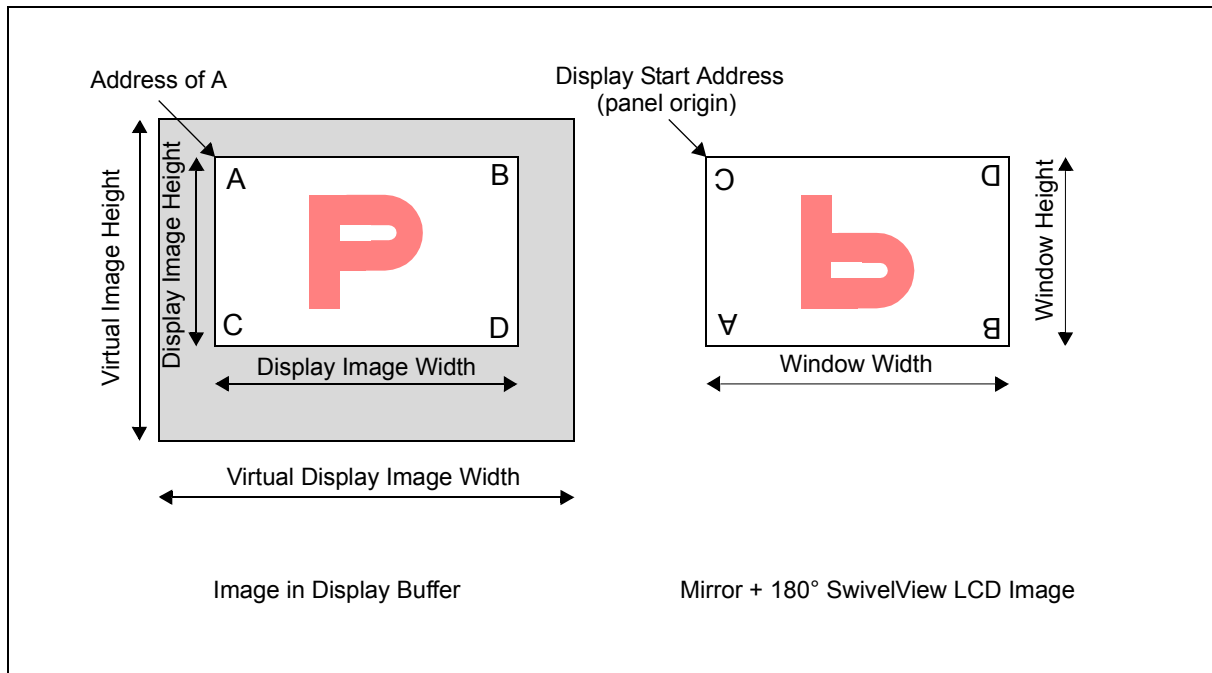 Address of A
Display Start Address
(panel origin)
Virtual Image Height
Display Image Height
A
B
C
D
Display Image Width
Virtual Display Image Width
C
D
A
B
Window Height
Window Width
Image in Display Buffer
Mirror + 180° SwivelView LCD Image